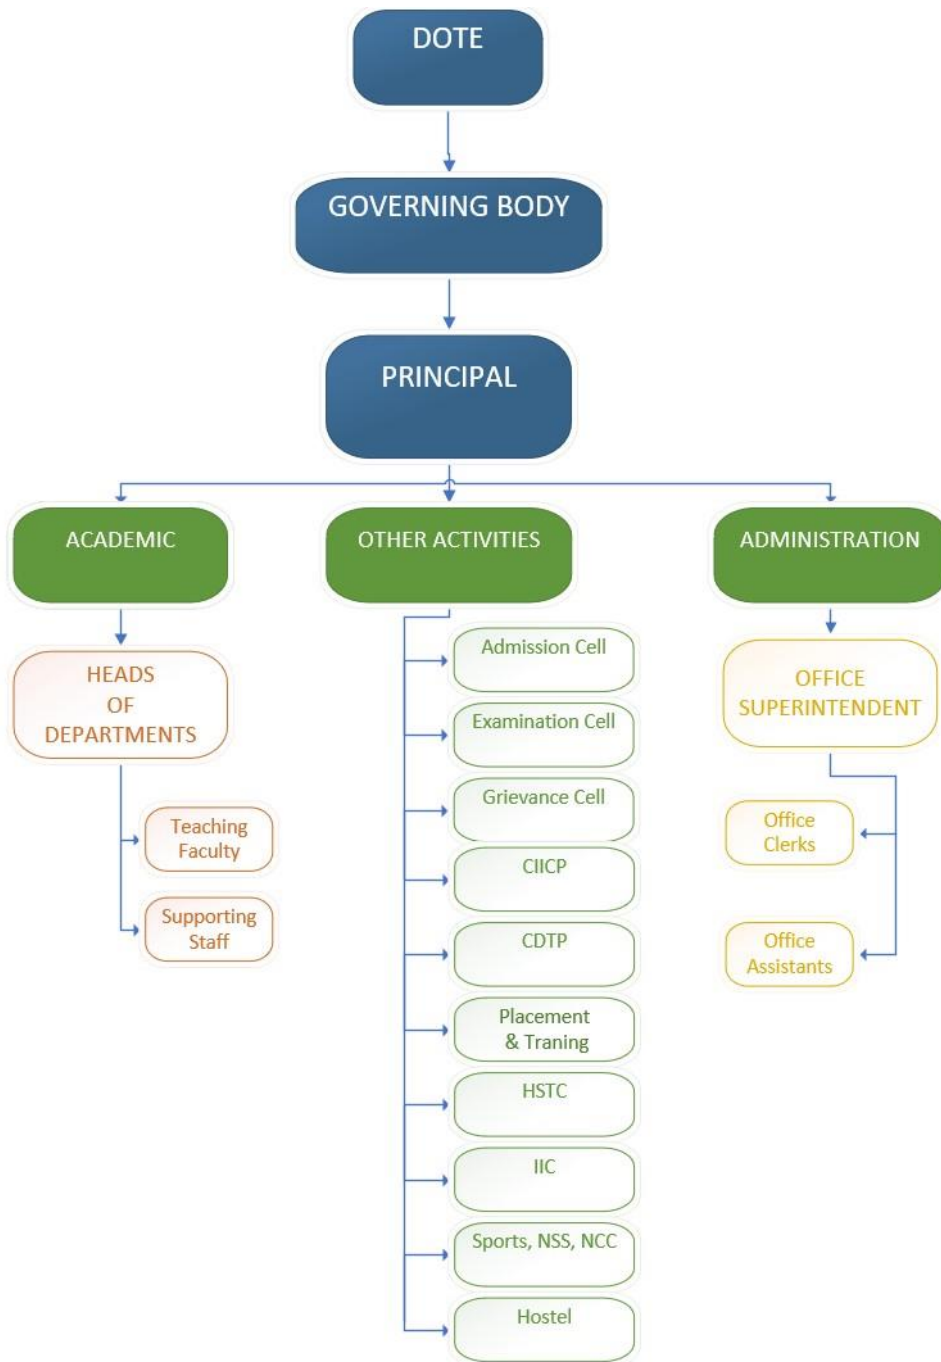 DOTE
GOVERNING BODY
PRINCIPAL
ACADEMIC
HEADS
OF
DEPARTMENTS
Teaching
Faculty
Supporting
Staff
OTHER ACTIVITIES
Admission Cell
Examination Cell
Grievance Cell
CIICP
CDTP
Placement
& Traning
HSTC
IIC
Sports, NSS, NCC
Hostel
ADMINISTRATION
OFFICE
SUPERINTENDENT
Office
Clerks
Office
Assistants